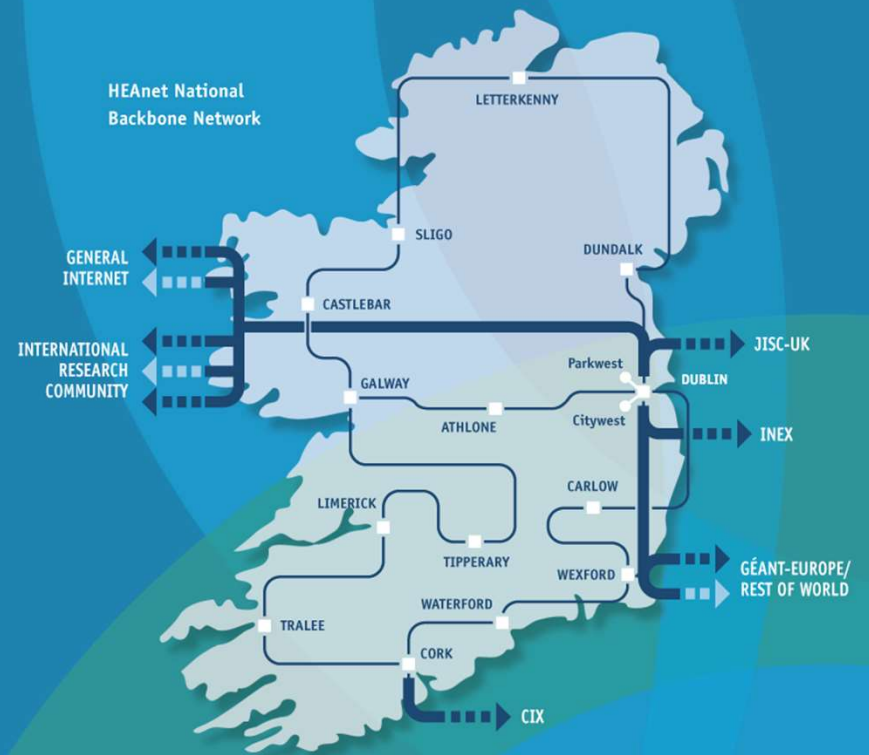 HEAnet National
Backbone Network
LETTERKENNY
SLIGO
DUNDALK
GENERAL
INTERNET
CASTLEBAR
INTERNATIONAL
RESEARCH
COMMUNITY
JISC-UK
Parkwest
DUBLIN
GALWAY
Citywest
ATHLONE
INEX
CARLOW
LIMERICK
TIPPERARY
WEXFORD
GÉANT-EUROPE/
REST OF WORLD
WATERFORD
TRALEE
CORK
CIX